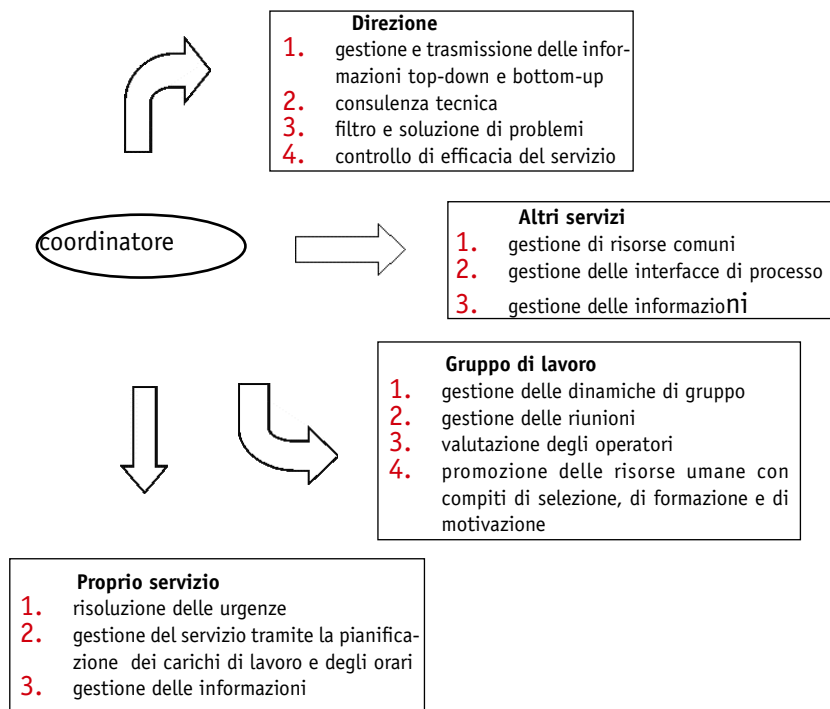 Direzione
1. gestione e trasmissione delle infor-
mazioni top-down e bottom-up
2. consulenza tecnica
3. filtro e soluzione di problemi
4. controllo di efficacia del servizio
coordinatore
Altri servizi
1. gestione di risorse comuni
2. gestione delle interfacce di processo
3. gestione delle informazioni
Gruppo di lavoro
1. gestione delle dinamiche di gruppo
2. gestione delle riunioni
3. valutazione degli operatori
4. promozione delle risorse umane con
compiti di selezione, di formazione e di
motivazione
Proprio servizio
1. risoluzione delle urgenze
2. gestione del servizio tramite la pianifica-
zione dei carichi di lavoro e degli orari
3. gestione delle informazioni